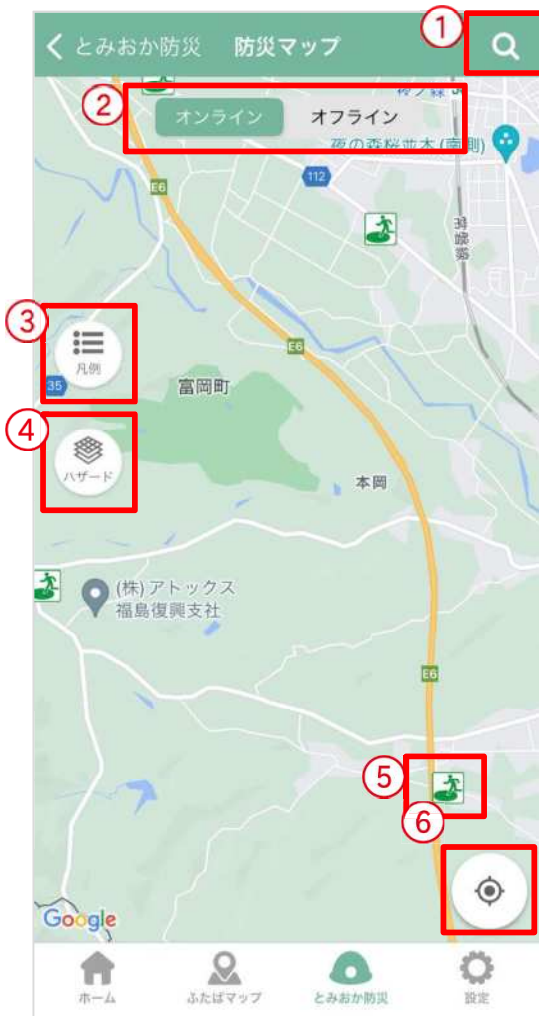 ①
とみおか防災 防災マップ
②
オンライン オフライン
夜の森桜並木(南側)
112
E6
常磐線
③
凡例
E6
35
富岡町
④
ハザード
本岡
(株)アトックス
福島復興支社
E6
⑤
⑥
Google
ホーム ふたばマップ とみおか防災 設定